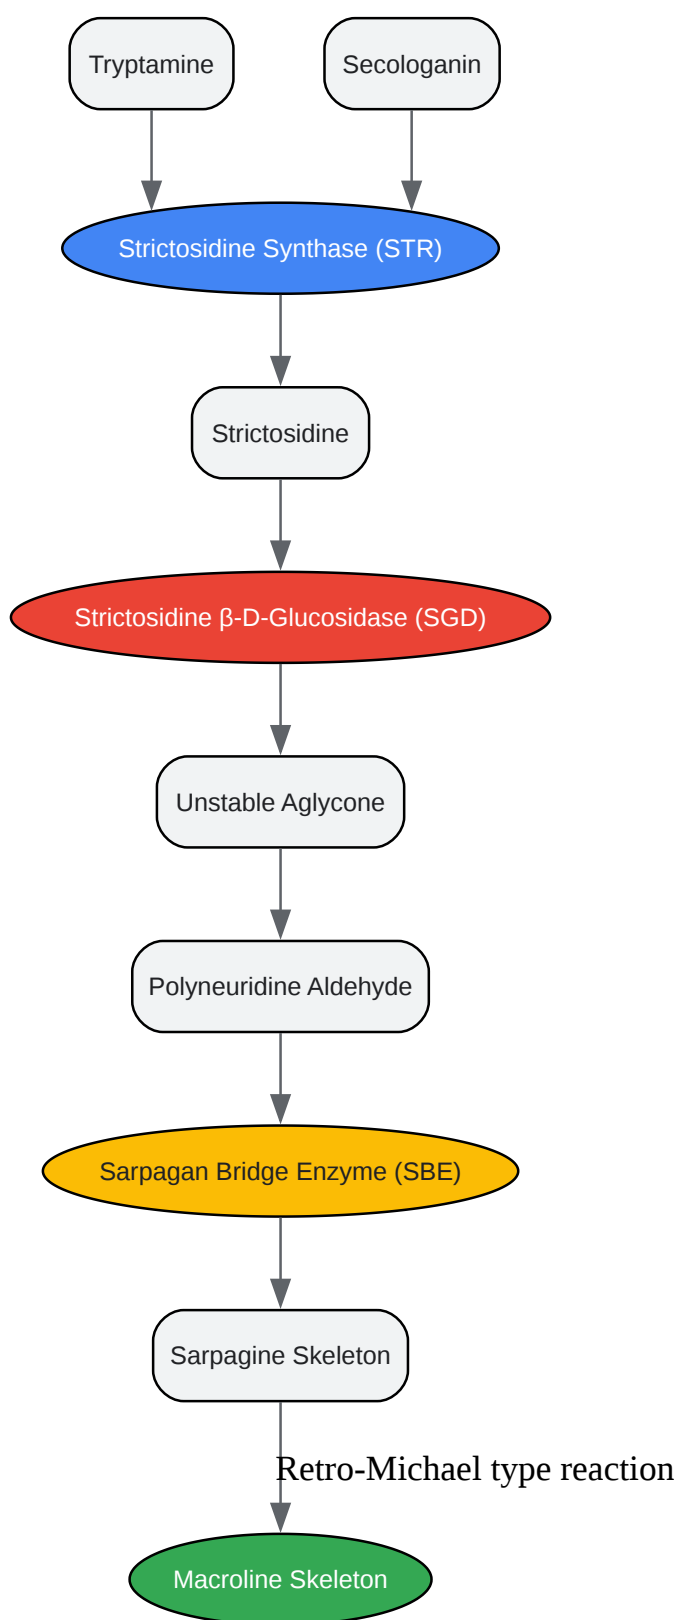 Tryptamine
Secologanin
Strictosidine Synthase (STR)
Strictosidine
Strictosidine β-D-Glucosidase (SGD)
Unstable Aglycone
Polyneuridine Aldehyde
Sarpagan Bridge Enzyme (SBE)
Sarpagine Skeleton
Retro-Michael type reaction
Macroline Skeleton